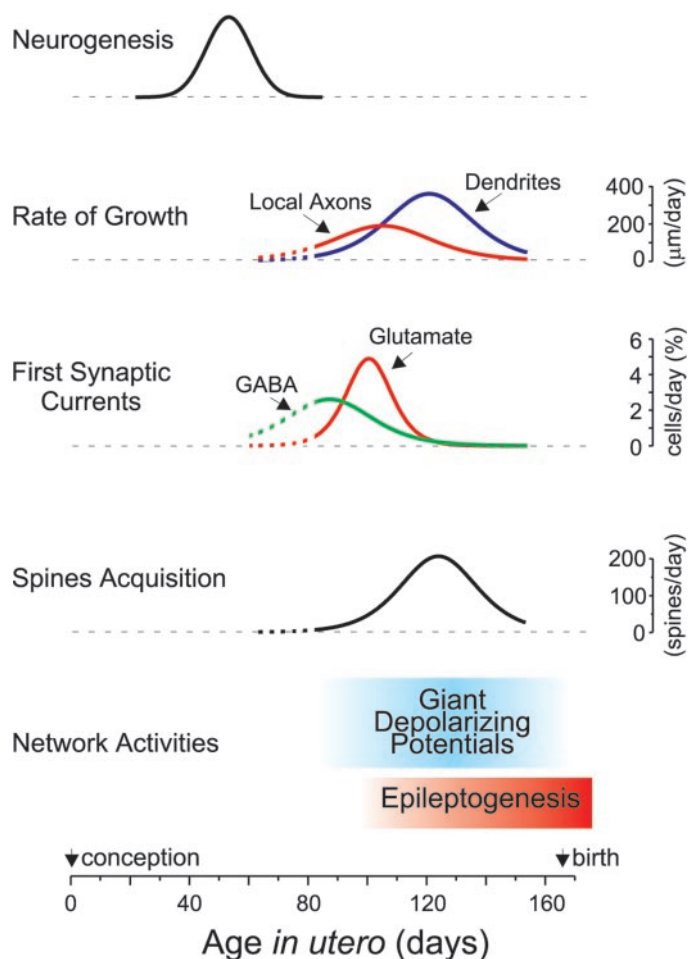 Neurogenesis
Rate of Growth
Local Axons
Dendrites
400
200
0
(µm/day)
First Synaptic
Currents
GABA
Glutamate
6
4
2
0
cells/day (%)
Spines Acquisition
200
100
0
(spines/day)
Network Activities
Giant
Depolarizing
Potentials
Epileptogenesis
conception
birth
0 40 80 120 160
Age in utero (days)